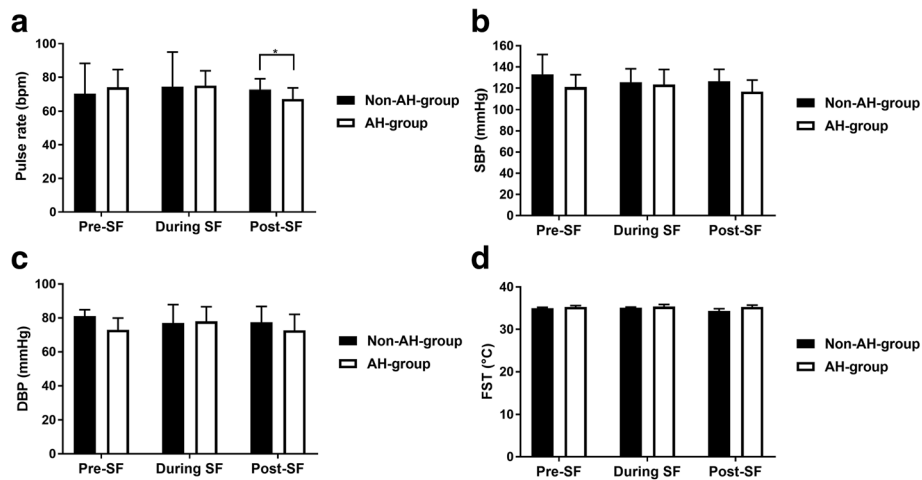 a
Pulse rate (bpm)
100
80
60
40
20
0
*
Pre-SF During SF Post-SF
Non-AH-group
AH-group
b
SBP (mmHg)
160
140
120
100
80
60
40
20
0
Pre-SF During SF Post-SF
Non-AH-group
AH-group
c
DBP (mmHg)
100
80
60
40
20
0
Pre-SF During SF Post-SF
Non-AH-group
AH-group
d
FST (°C)
40
30
20
10
0
Pre-SF During SF Post-SF
Non-AH-group
AH-group